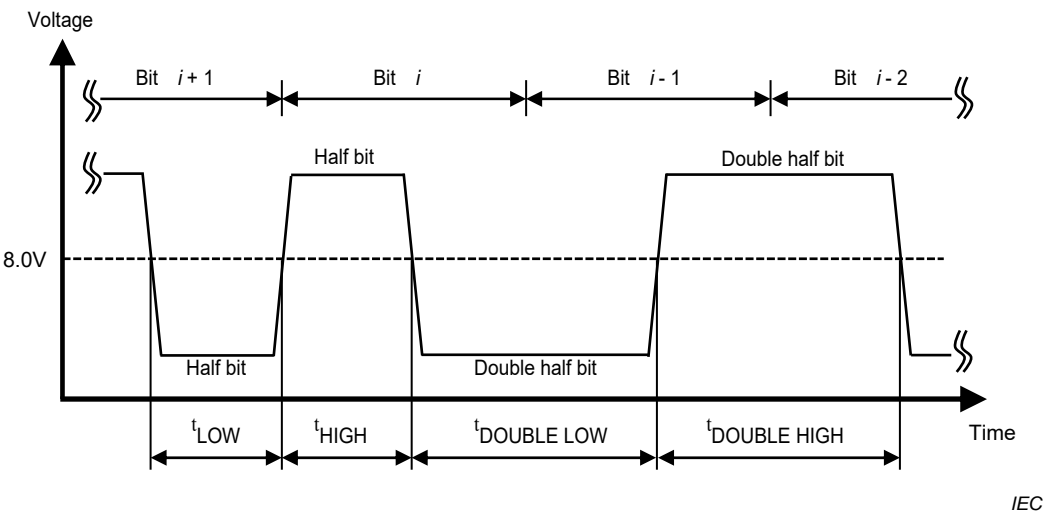 Voltage
Bit i + 1 Bit i Bit i - 1 Bit i - 2
Half bit Double half bit
8.0V
Half bit Double half bit
tLOW tHIGH tDOUBLE LOW tDOUBLE HIGH
Time
IEC